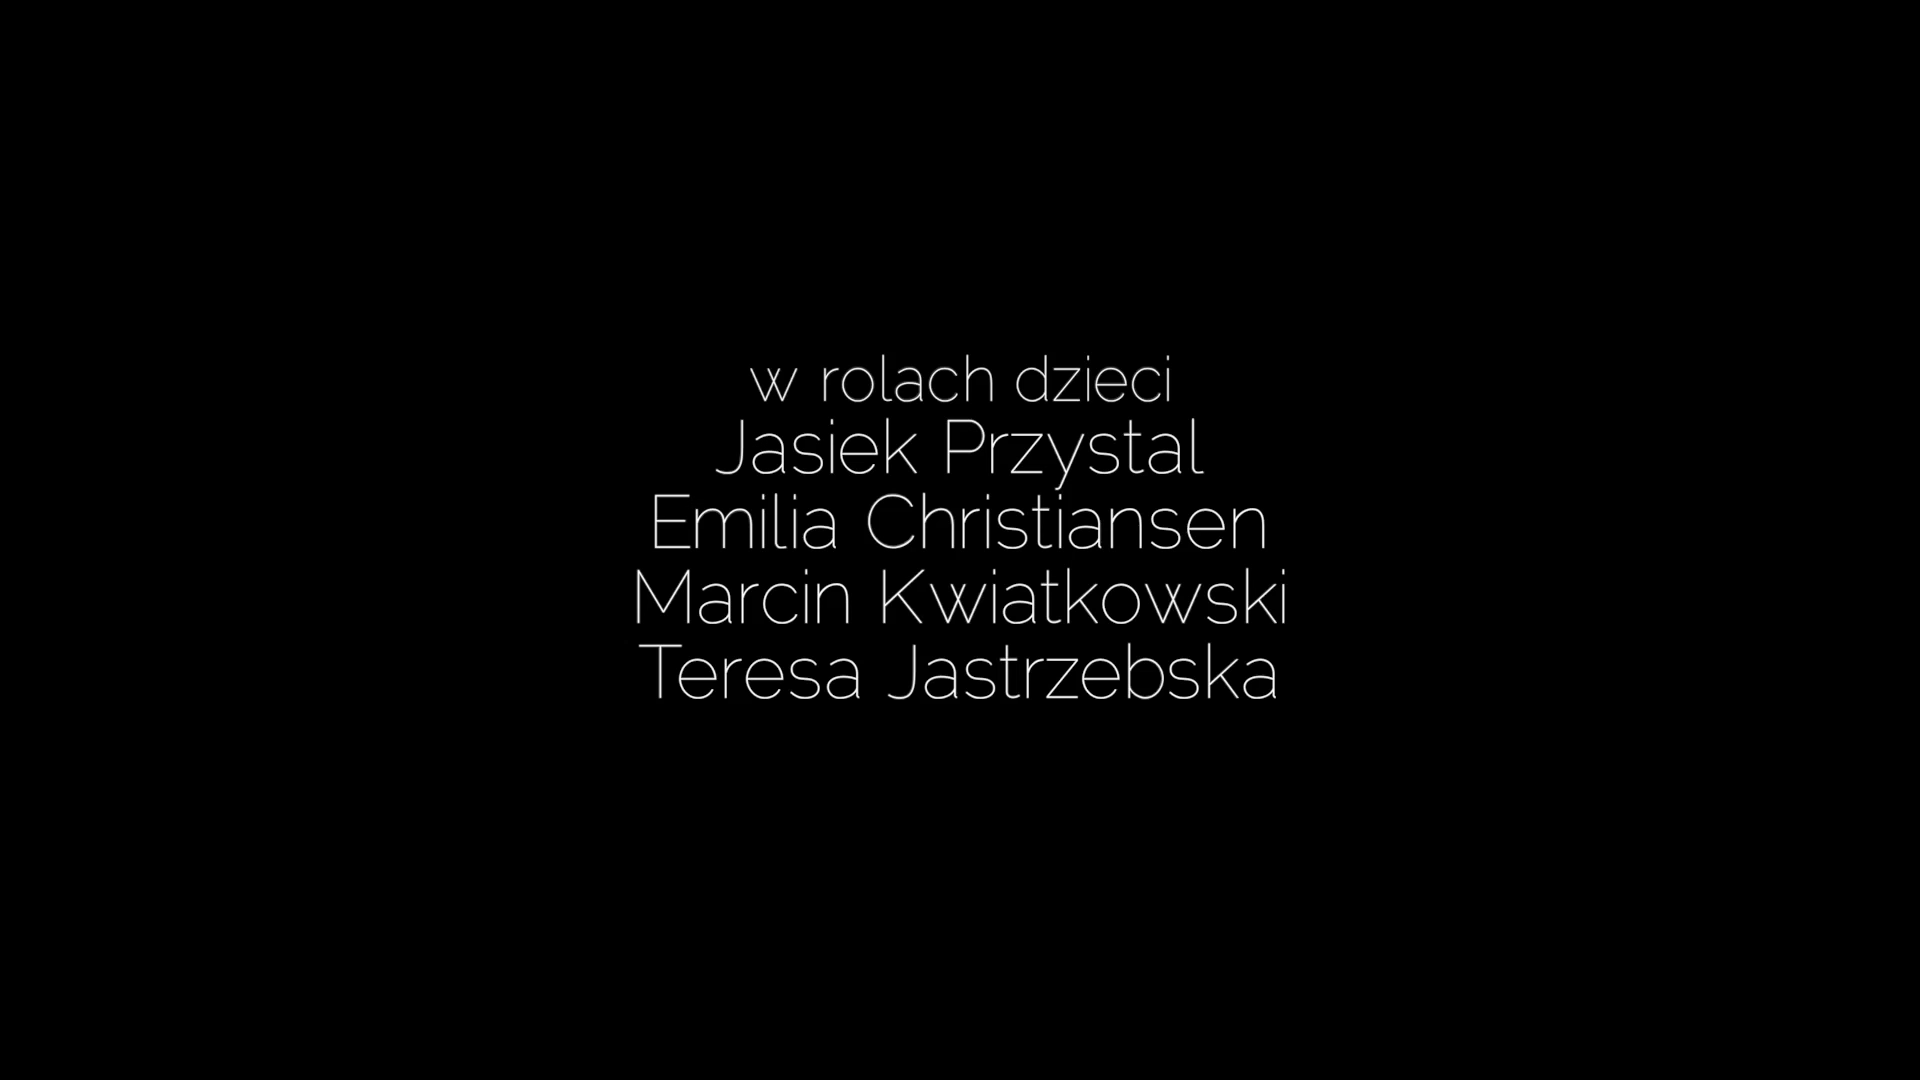 w rolach dzieci
Jasiek Przystal
Emilia Christiansen
Marcin Kwiatkowski
Teresa Jastrzebska